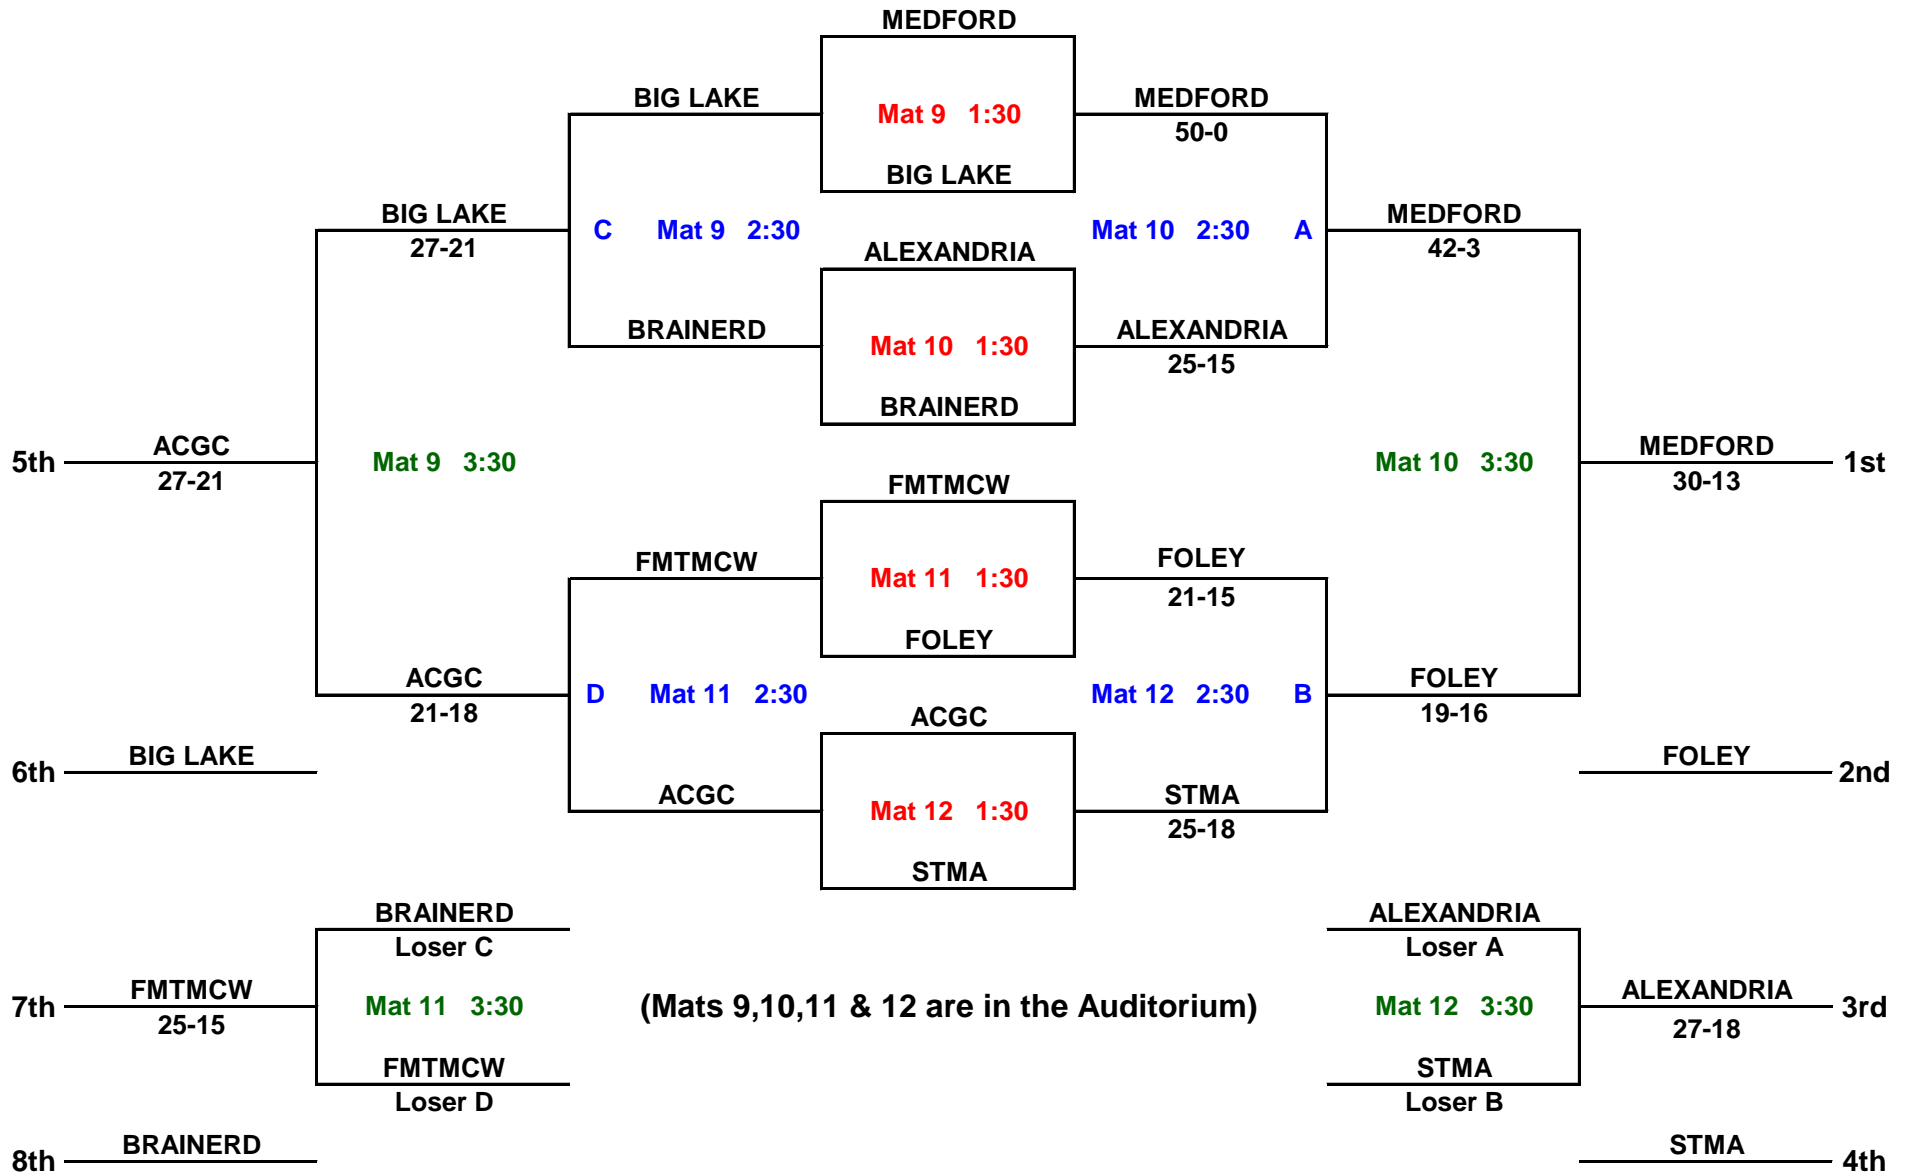 MEDFORD
BIG LAKE
Mat 9 1:30
MEDFORD
50-0
BIG LAKE
BIG LAKE
27-21
C Mat 9 2:30
Mat 10 2:30 A
MEDFORD
42-3
ALEXANDRIA
BRAINERD
Mat 10 1:30
ALEXANDRIA
25-15
BRAINERD
5th
ACGC
27-21
Mat 9 3:30
Mat 10 3:30
MEDFORD
30-13
1st
FMTMCW
FMTMCW
Mat 11 1:30
FOLEY
21-15
FOLEY
ACGC
21-18
D Mat 11 2:30
Mat 12 2:30 B
FOLEY
19-16
ACGC
6th
BIG LAKE
FOLEY
2nd
ACGC
Mat 12 1:30
STMA
25-18
STMA
BRAINERD
Loser C
ALEXANDRIA
Loser A
7th
FMTMCW
25-15
Mat 11 3:30
(Mats 9,10,11 & 12 are in the Auditorium)
Mat 12 3:30
ALEXANDRIA
27-18
3rd
FMTMCW
Loser D
STMA
Loser B
8th
BRAINERD
STMA
4th